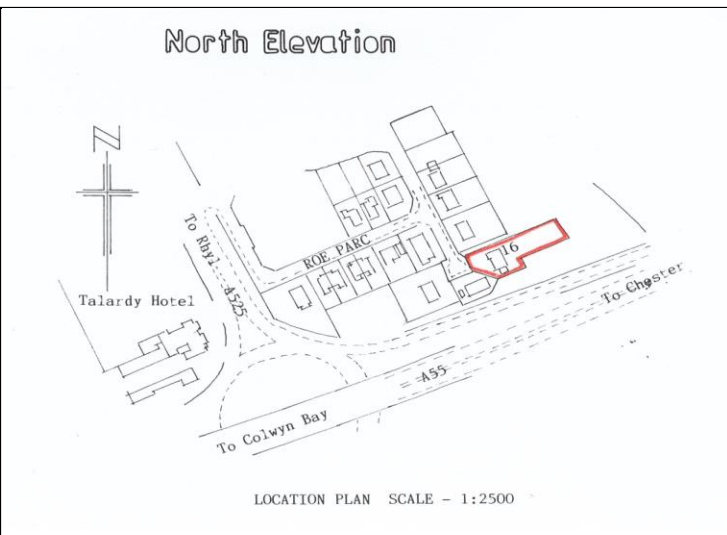 North Elevation
N
To Rhyl
A525
ROE PARC
16
Talardy Hotel
To Chester
A55
To Colwyn Bay
LOCATION PLAN SCALE - 1:2500